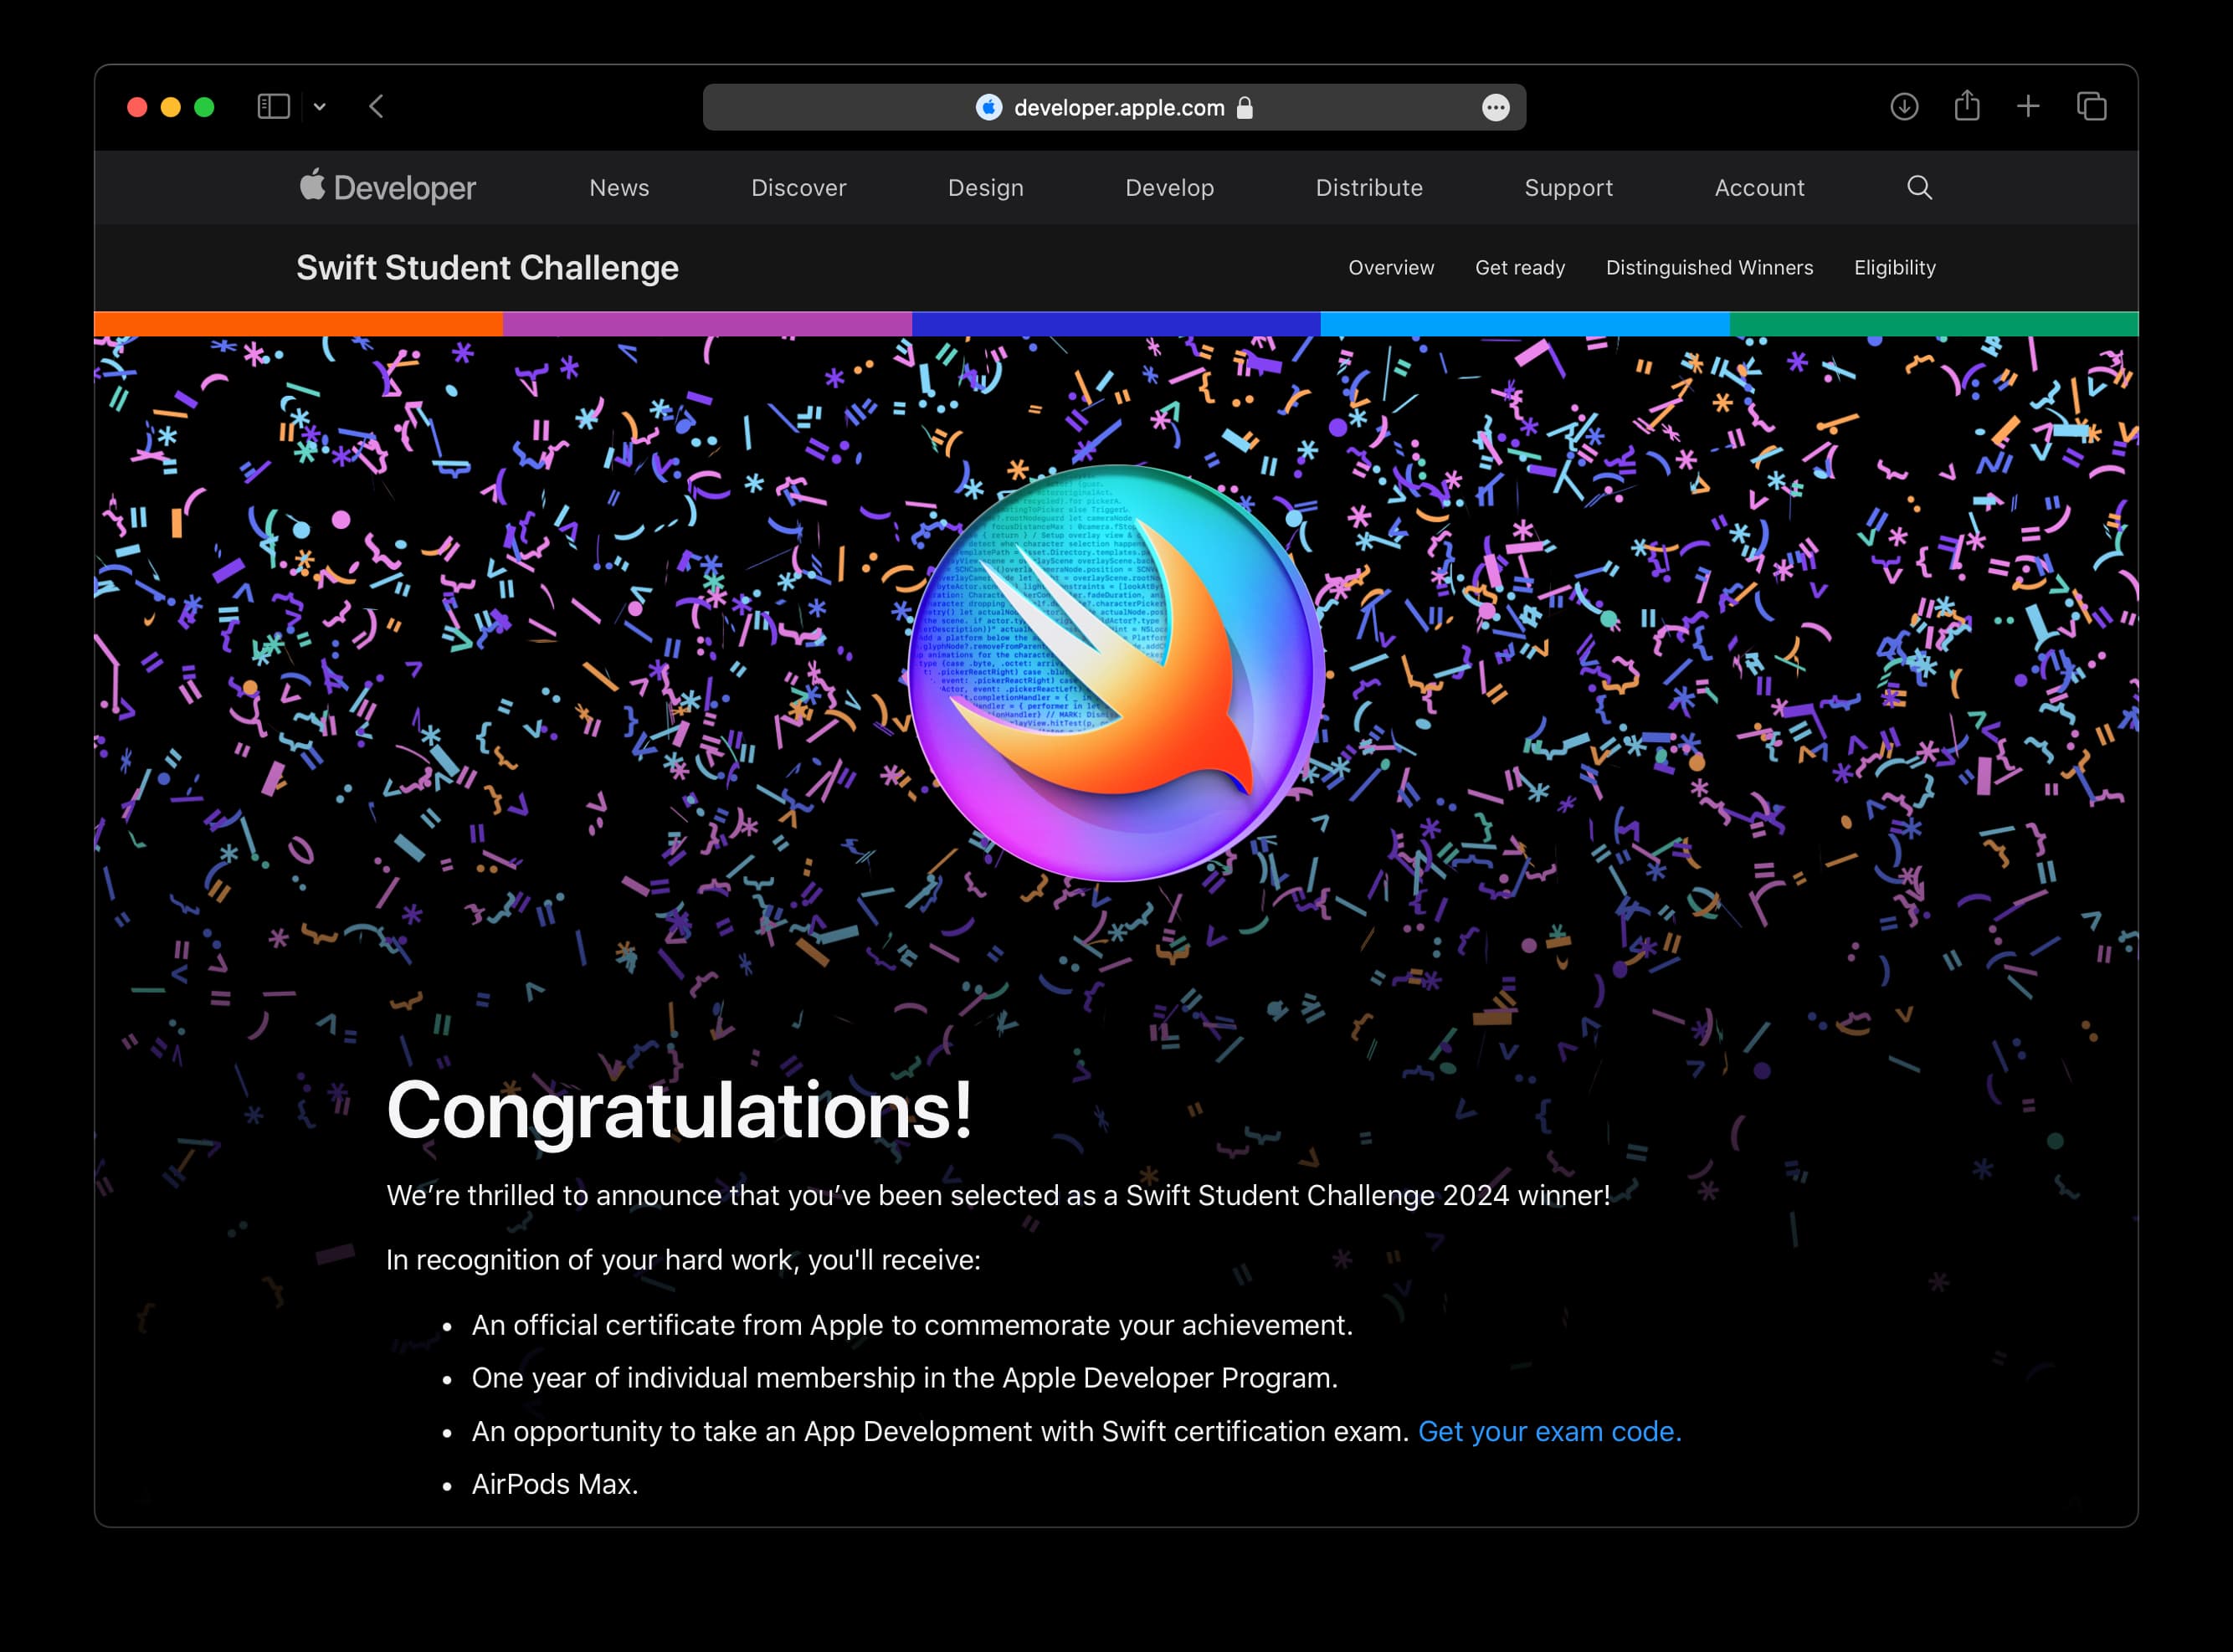 developer.apple.com
Developer
News
Discover
Design
Develop
Distribute
Support
Account
Swift Student Challenge
Overview
Get ready
Distinguished Winners
Eligibility
Congratulations!
We’re thrilled to announce that you’ve been selected as a Swift Student Challenge 2024 winner!
In recognition of your hard work, you'll receive:
• An official certificate from Apple to commemorate your achievement.
• One year of individual membership in the Apple Developer Program.
• An opportunity to take an App Development with Swift certification exam. Get your exam code.
• AirPods Max.